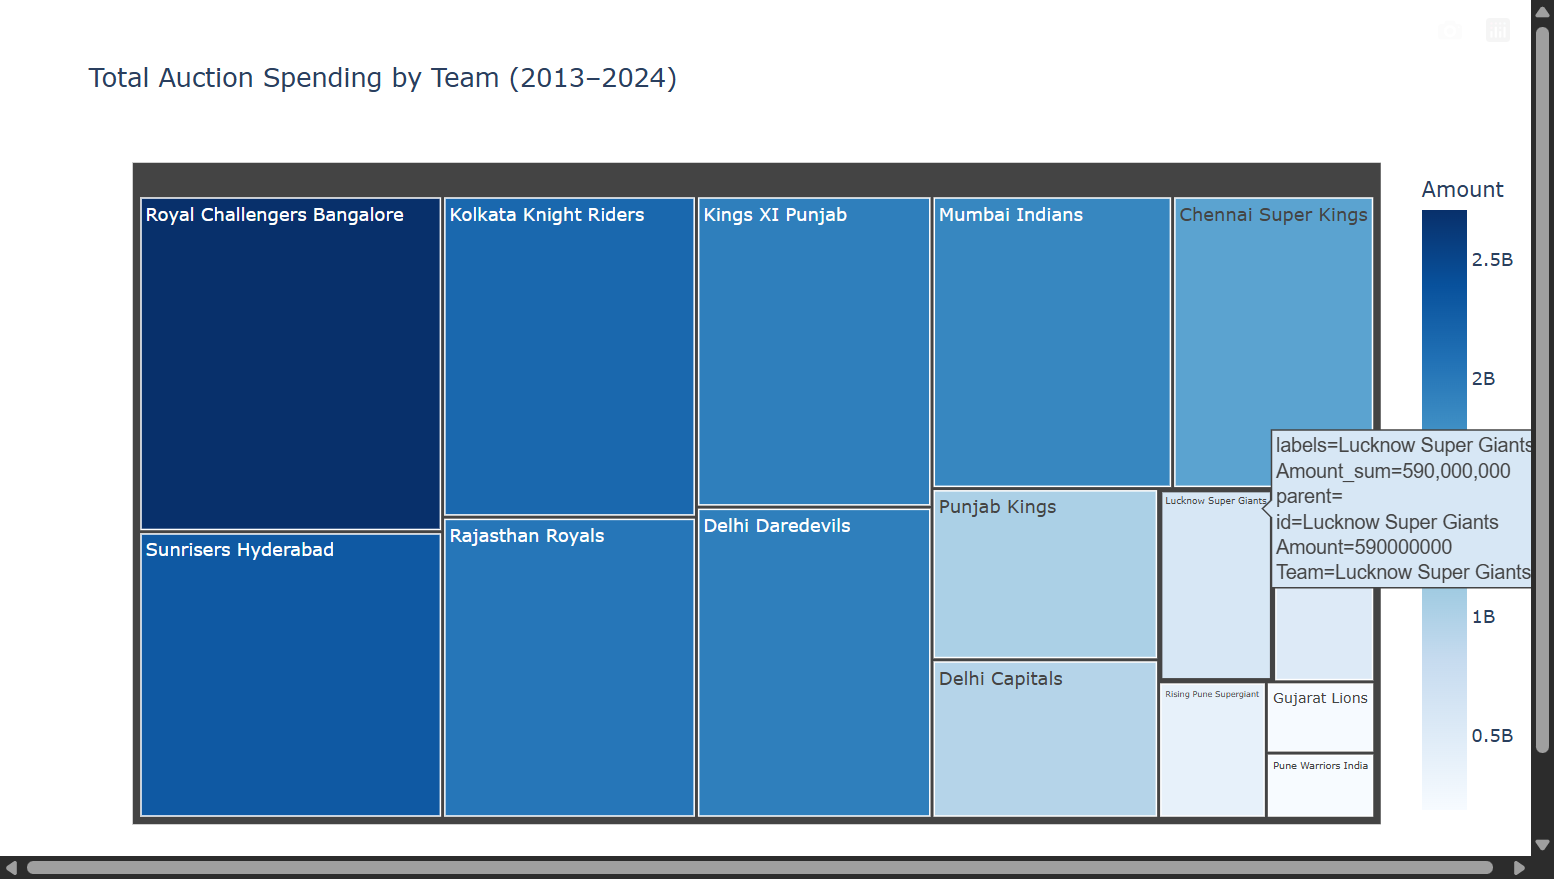 Total Auction Spending by Team (2013–2024)
Royal Challengers Bangalore
Kolkata Knight Riders
Kings XI Punjab
Mumbai Indians
Chennai Super Kings
Sunrisers Hyderabad
Rajasthan Royals
Delhi Daredevils
Punjab Kings
Lucknow Super Giants
Delhi Capitals
Rising Pune Supergiant
Gujarat Lions
Pune Warriors India
labels=Lucknow Super Giants
Amount_sum=590,000,000
parent=
id=Lucknow Super Giants
Amount=590000000
Team=Lucknow Super Giants
Amount
2.5B
2B
1B
0.5B